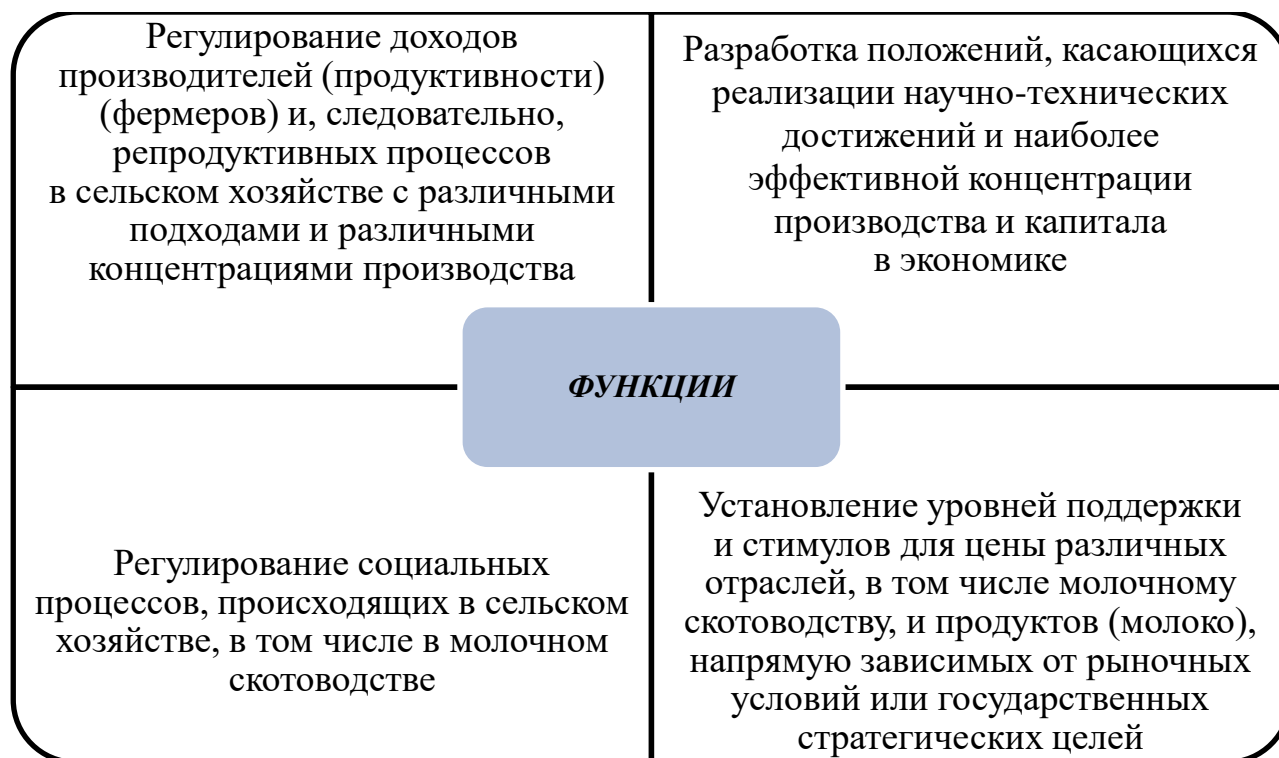 Регулирование доходов
производителей (продуктивности)
(фермеров) и, следовательно,
репродуктивных процессов
в сельском хозяйстве с различными
подходами и различными
концентрациями производства
Разработка положений, касающихся
реализации научно-технических
достижений и наиболее
эффективной концентрации
производства и капитала
в экономике
ФУНКЦИИ
Регулирование социальных
процессов, происходящих в сельском
хозяйстве, в том числе в молочном
скотоводстве
Установление уровней поддержки
и стимулов для цены различных
отраслей, в том числе молочному
скотоводству, и продуктов (молоко),
напрямую зависимых от рыночных
условий или государственных
стратегических целей